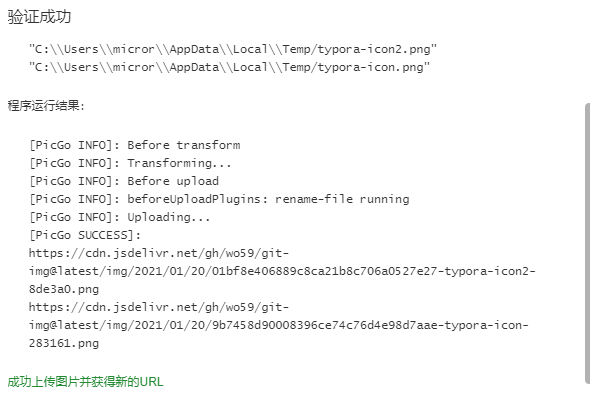 验证成功
"C:\\Users\\micror\\AppData\\Local\\Temp/typora-icon2.png"
"C:\\Users\\micror\\AppData\\Local\\Temp/typora-icon.png"
程序运行结果:
[PicGo INFO]: Before transform
[PicGo INFO]: Transforming...
[PicGo INFO]: Before upload
[PicGo INFO]: beforeUploadPlugins: rename-file running
[PicGo INFO]: Uploading...
[PicGo SUCCESS]:
https://cdn.jsdelivr.net/gh/wo59/git-
img@latest/img/2021/01/20/01bf8e406889c8ca21b8c706a0527e27-typora-icon2-
8de3a0.png
https://cdn.jsdelivr.net/gh/wo59/git-
img@latest/img/2021/01/20/9b7458d90008396ce74c76d4e98d7aae-typora-icon-
283161.png
成功上传图片并获得新的URL